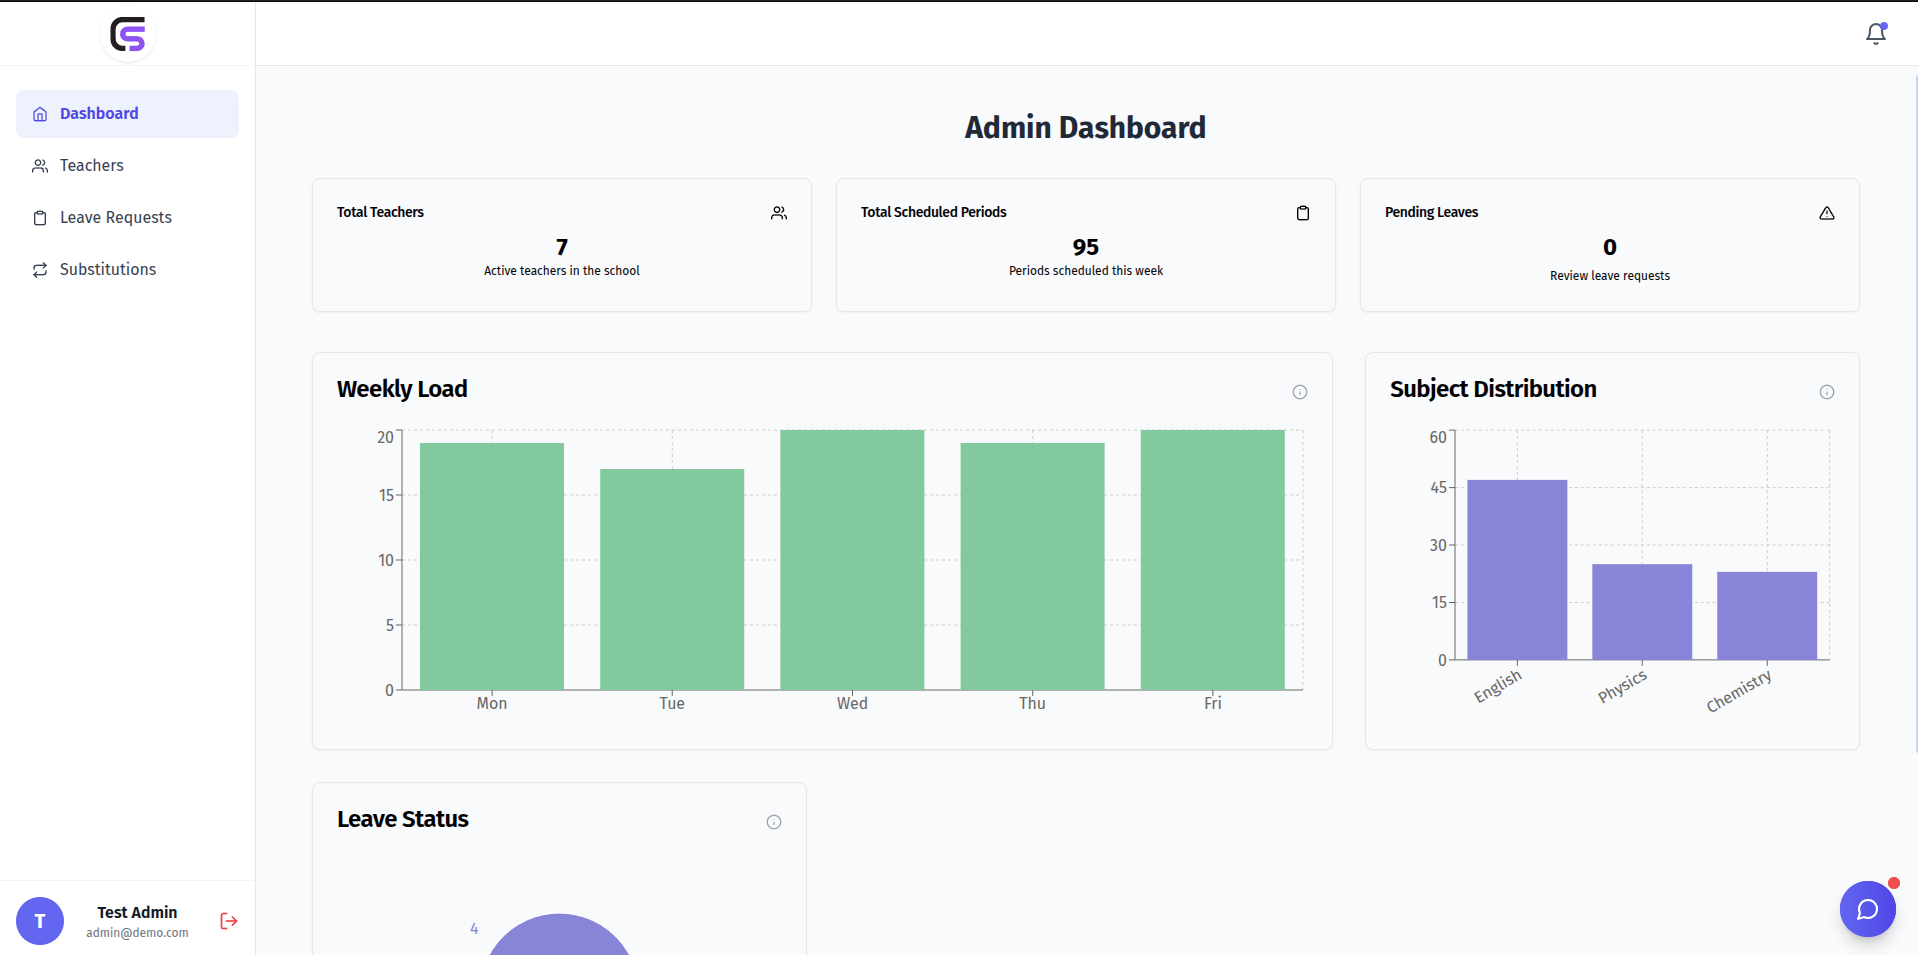 Dashboard
Teachers
Leave Requests
Substitutions
T
Test Admin
admin@demo.com
Admin Dashboard
Total Teachers
7
Active teachers in the school
Total Scheduled Periods
95
Periods scheduled this week
Pending Leaves
0
Review leave requests
Weekly Load
20
15
10
5
0
Mon Tue Wed Thu Fri
Subject Distribution
60
45
30
15
0
English Physics Chemistry
Leave Status
4